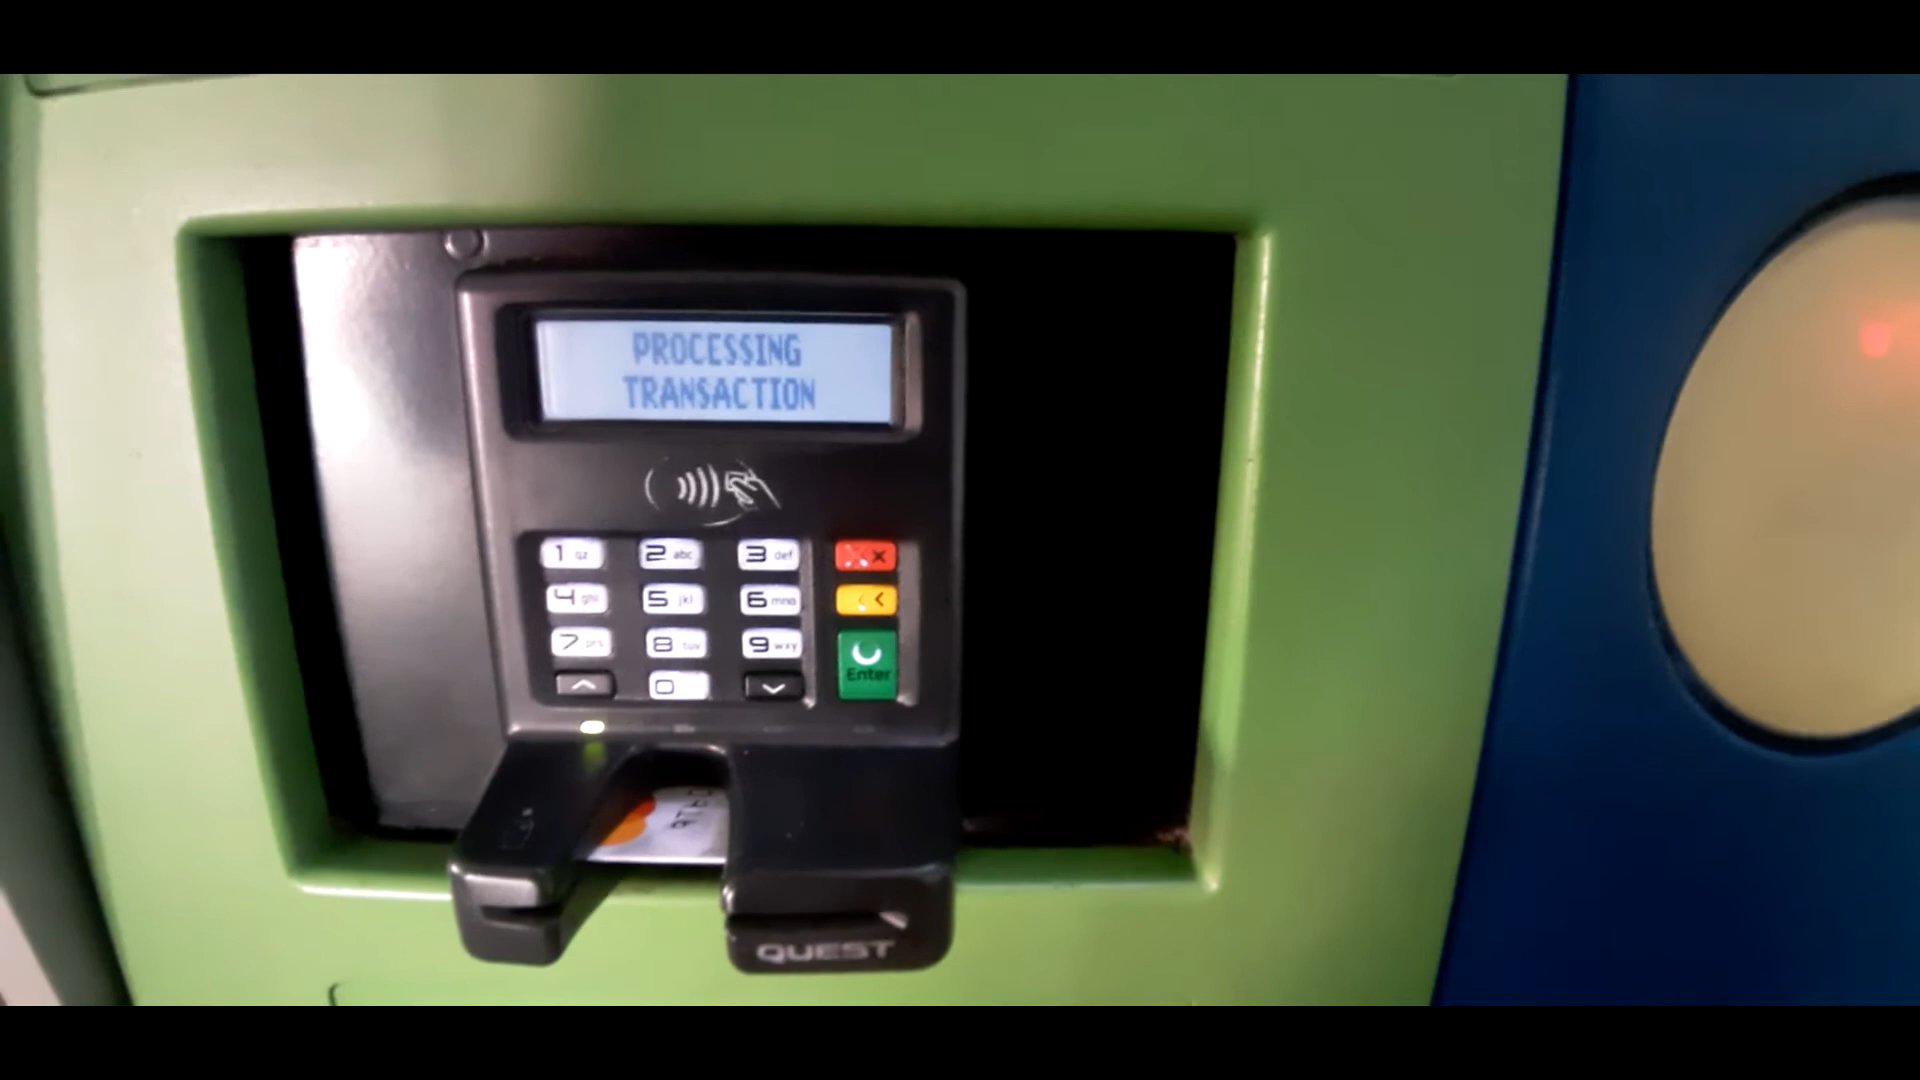 PROCESSING
TRANSACTION
1 qz 2 abc 3 def
4 ghi 5 jkl 6 mno
7 prs 8 tuv 9 wxy
0
Enter
QUEST